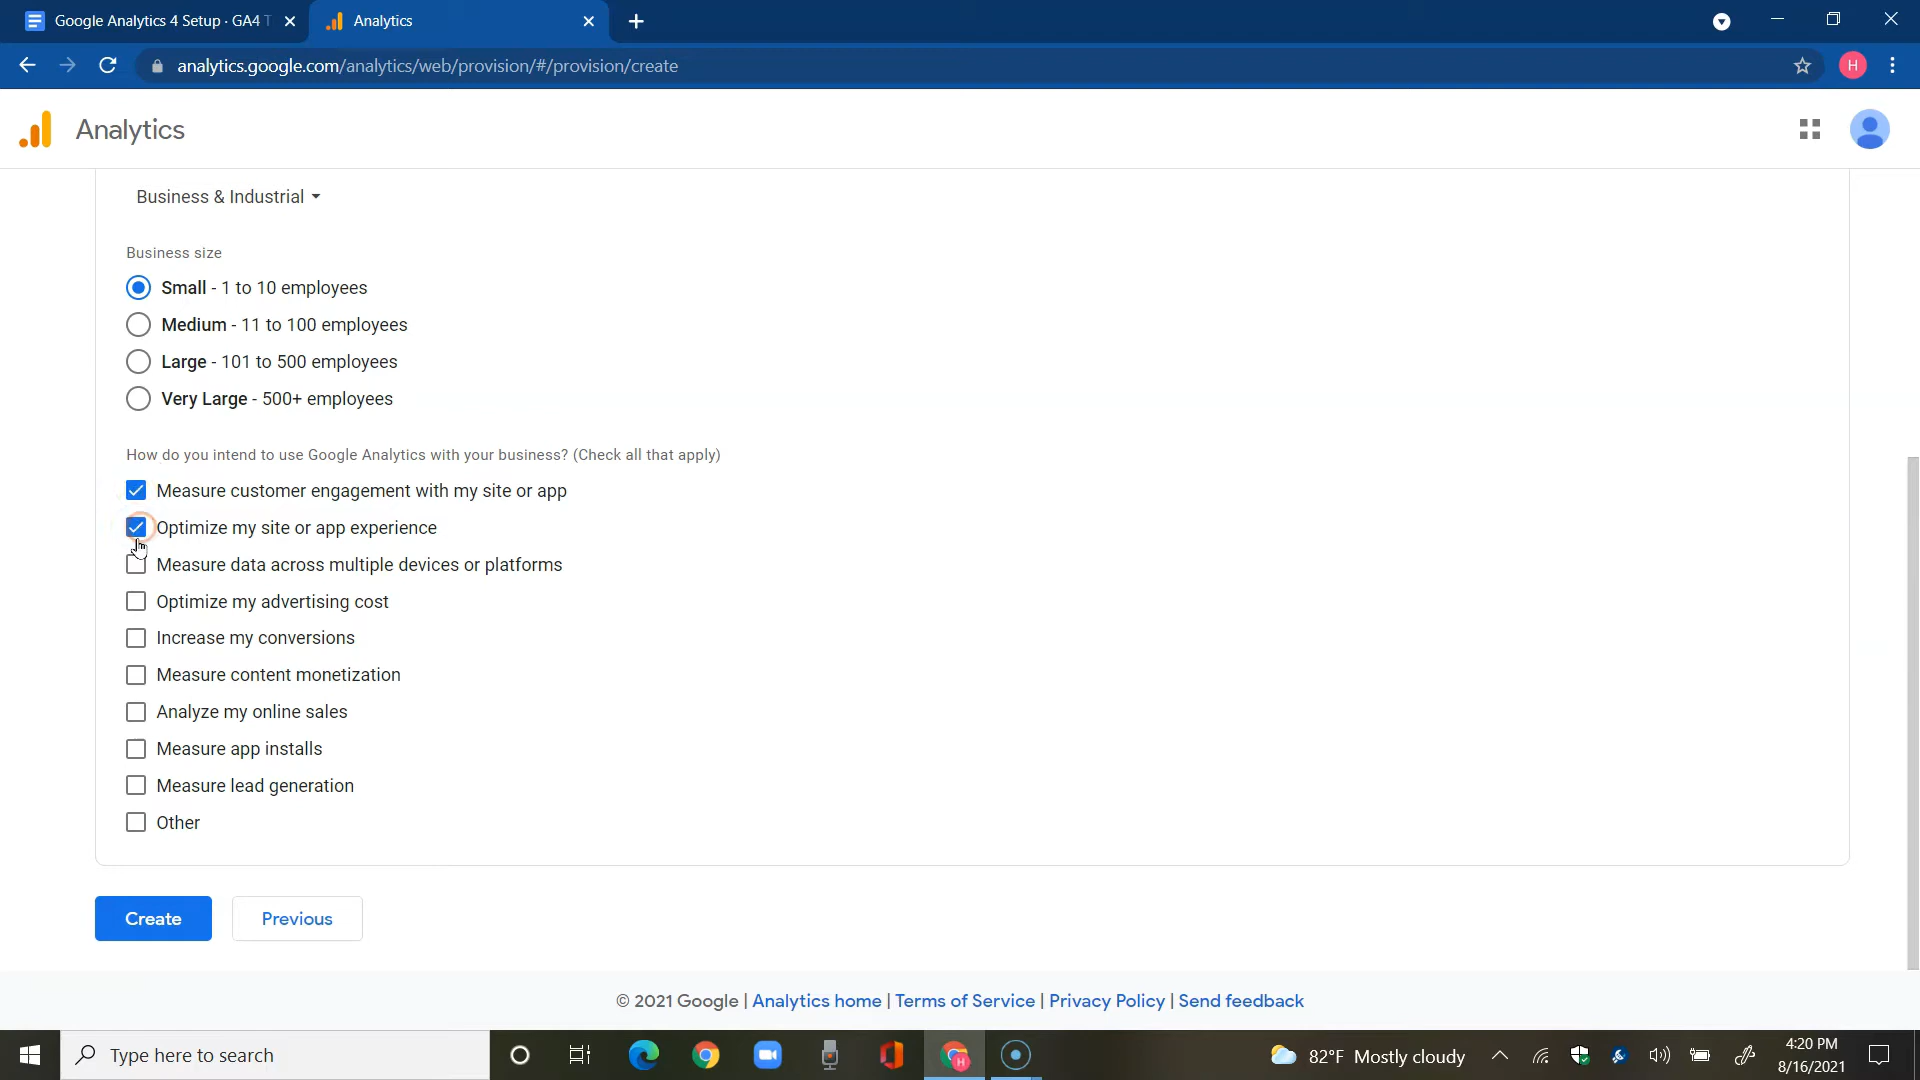 Google Analytics 4 Setup - GA4 T
Analytics
analytics.google.com/analytics/web/provision/#/provision/create
H
Analytics
Business & Industrial
Business size
Small - 1 to 10 employees
Medium - 11 to 100 employees
Large - 101 to 500 employees
Very Large - 500+ employees
How do you intend to use Google Analytics with your business? (Check all that apply)
Measure customer engagement with my site or app
Optimize my site or app experience
Measure data across multiple devices or platforms
Optimize my advertising cost
Increase my conversions
Measure content monetization
Analyze my online sales
Measure app installs
Measure lead generation
Other
Create
Previous
© 2021 Google | Analytics home | Terms of Service | Privacy Policy | Send feedback
Type here to search
H
82°F Mostly cloudy
4:20 PM
8/16/2021